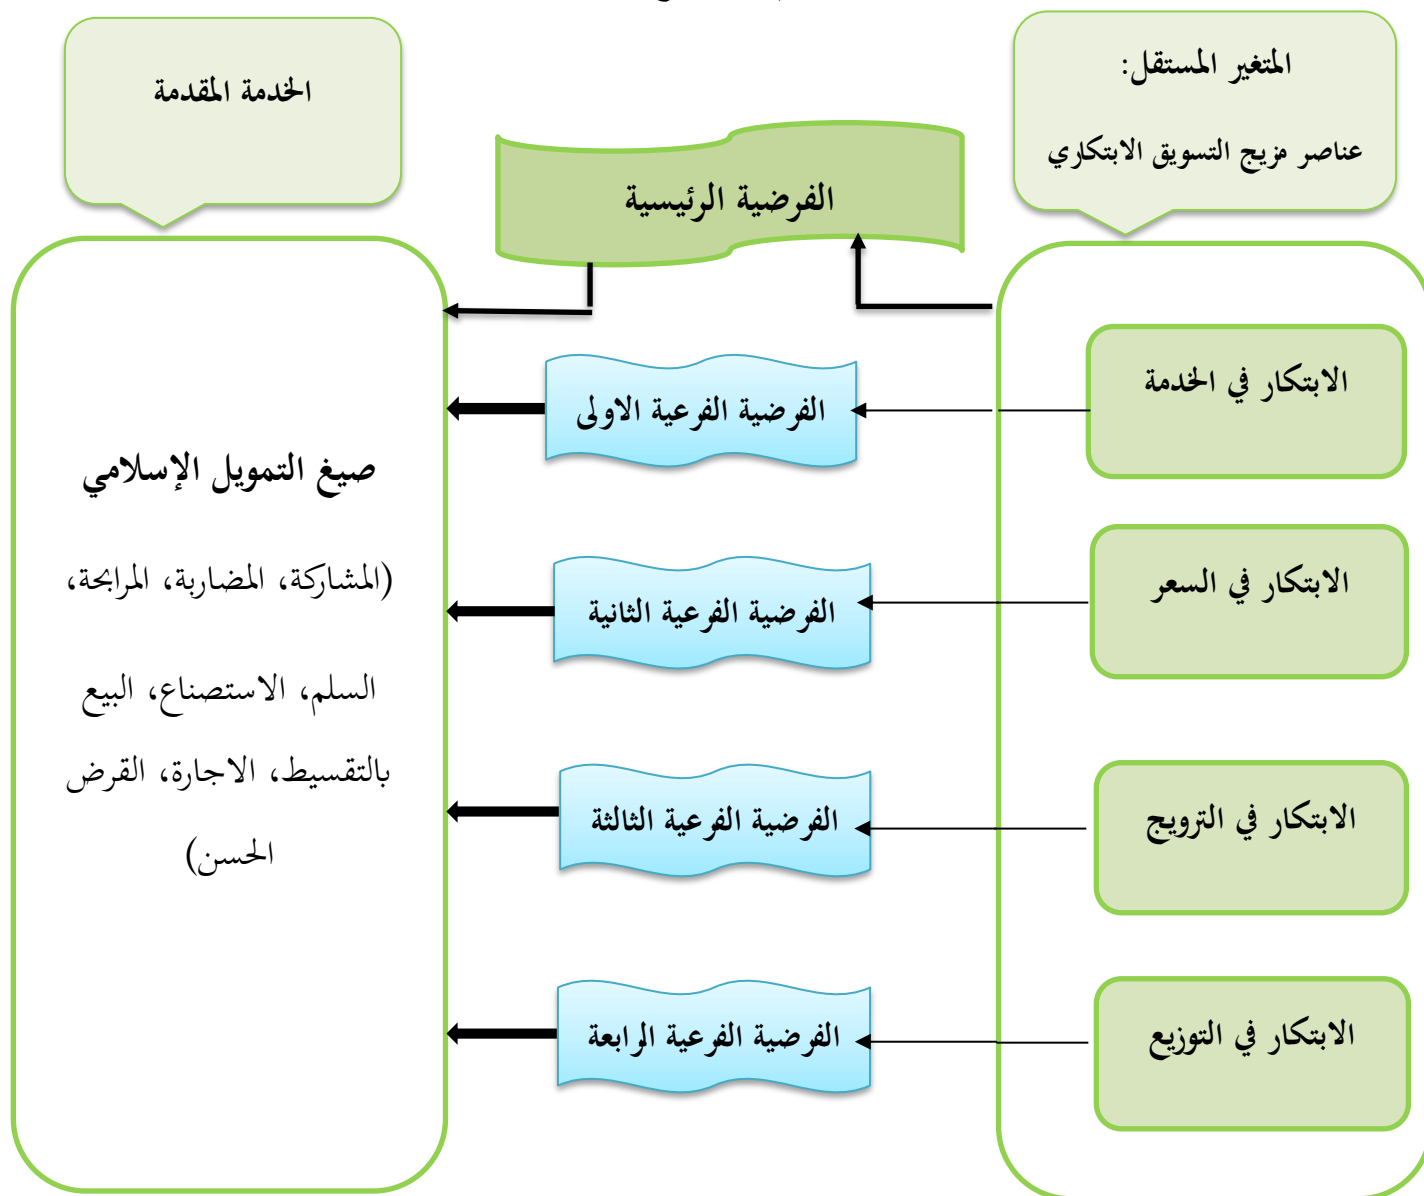 المتغير المستقل:
عناصر مزيج التسويق الابتكاري
الخدمة المقدمة
الفرضية الرئيسية
الابتكار في الخدمة
الفرضية الفرعية الاولى
الابتكار في السعر
الفرضية الفرعية الثانية
الابتكار في الترويج
الفرضية الفرعية الثالثة
الابتكار في التوزيع
الفرضية الفرعية الرابعة
صيغ التمويل الإسلامي
(المشاركة، المضاربة، المرابحة،
السلم، الاستصناع، البيع
بالتقسيط، الاجارة، القرض
الحسن)